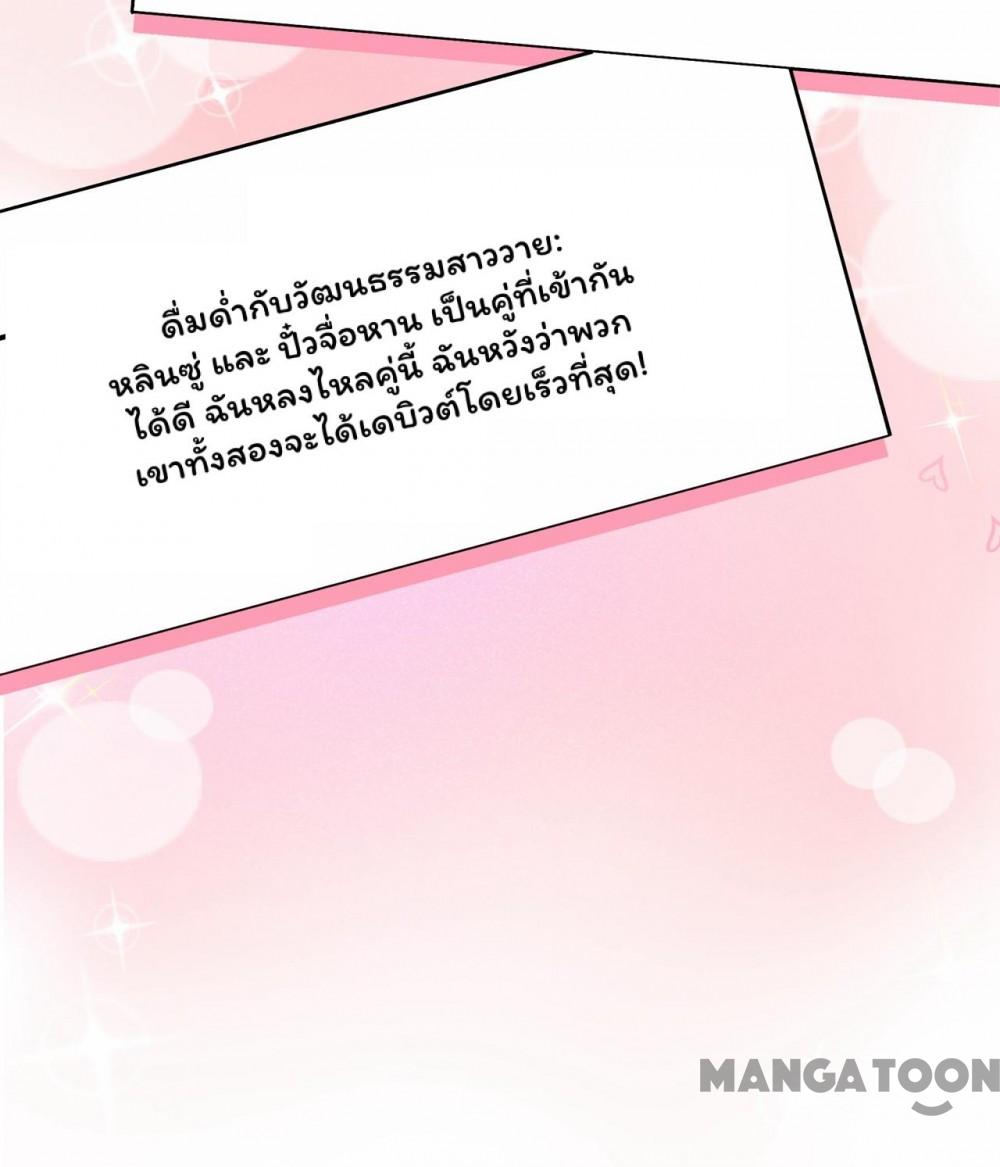 ดื่มด่ำกับวัฒนธรรมสาววาย:
หลินซู่ และ ปั๋วจื่อหาน เป็นคู่ที่เข้ากัน
ได้ดี ฉันหลงไหลคู่นี้ ฉันหวังว่าพวก
เขาทั้งสองจะได้เดบิวต์โดยเร็วที่สุด!
MANGATOON